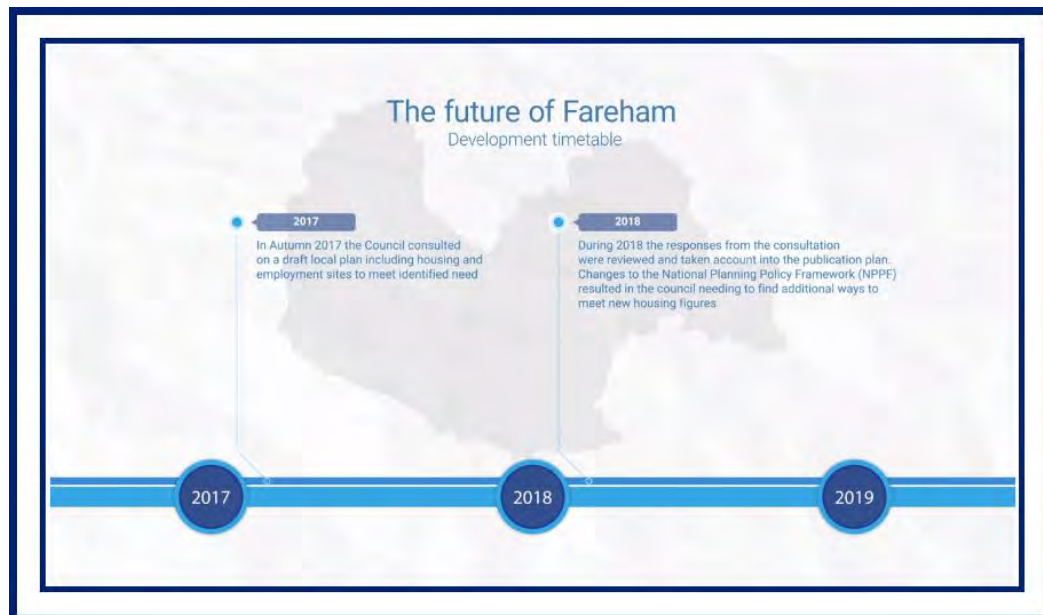 The future of Fareham
Development timetable
2017
In Autumn 2017 the Council consulted
on a draft local plan including housing and
employment sites to meet identified need
2018
During 2018 the responses from the consultation
were reviewed and taken account into the publication plan.
Changes to the National Planning Policy Framework (NPPF)
resulted in the council needing to find additional ways to
meet new housing figures
2017
2018
2019